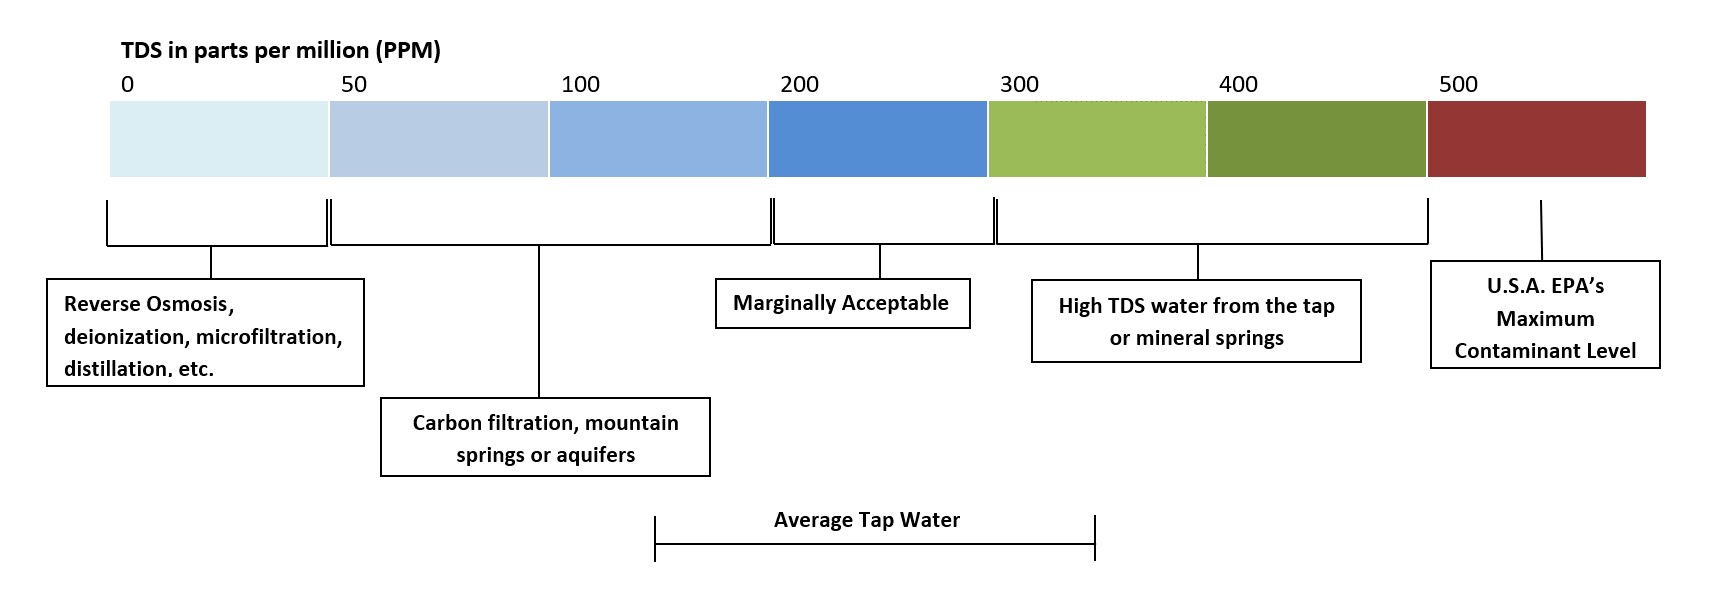 TDS in parts per million (PPM)
0 50 100 200 300 400 500
Reverse Osmosis,
deionization, microfiltration,
distillation, etc.
Carbon filtration, mountain
springs or aquifers
Marginally Acceptable
High TDS water from the tap
or mineral springs
U.S.A. EPA’s
Maximum
Contaminant Level
Average Tap Water